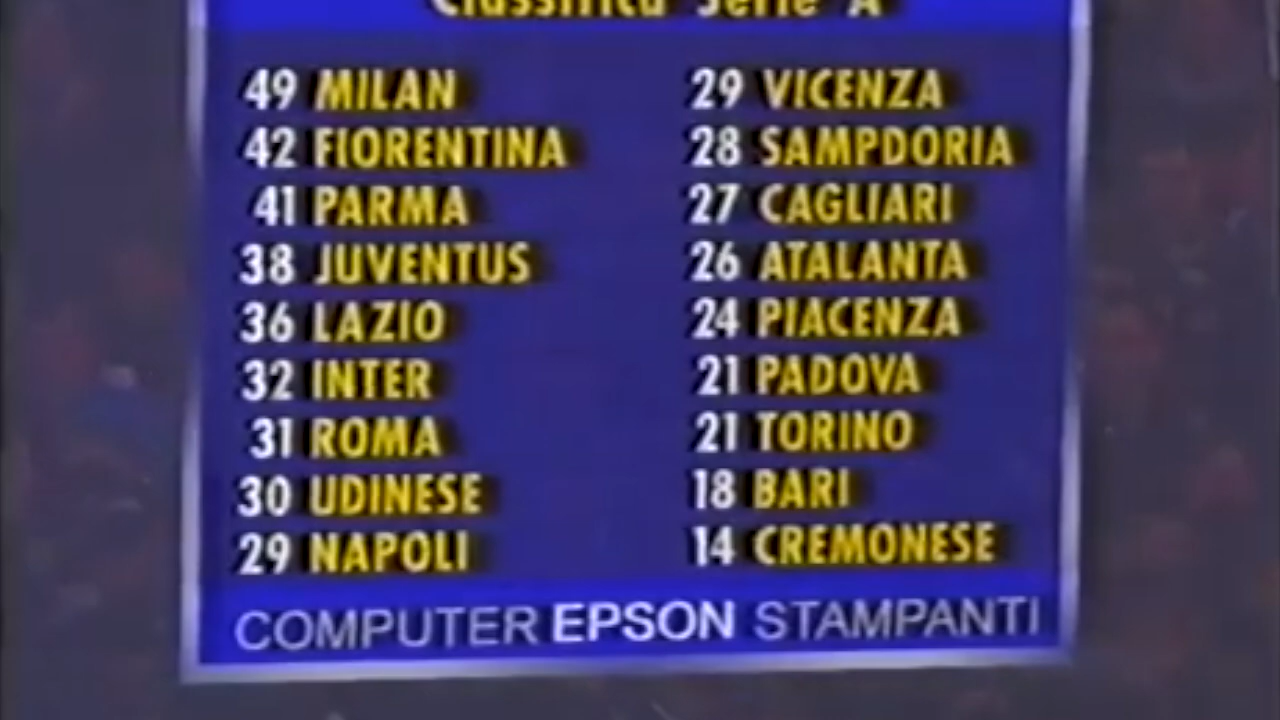 Classifica Serie A
49 MILAN
42 FIORENTINA
41 PARMA
38 JUVENTUS
36 LAZIO
32 INTER
31 ROMA
30 UDINESE
29 NAPOLI
29 VICENZA
28 SAMPDORIA
27 CAGLIARI
26 ATALANTA
24 PIACENZA
21 PADOVA
21 TORINO
18 BARI
14 CREMONESE
COMPUTER EPSON STAMPANTI